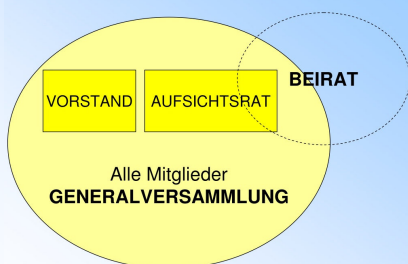 BEIRAT
VORSTAND
AUFSICHTSRAT
Alle Mitglieder
GENERALVERSAMMLUNG